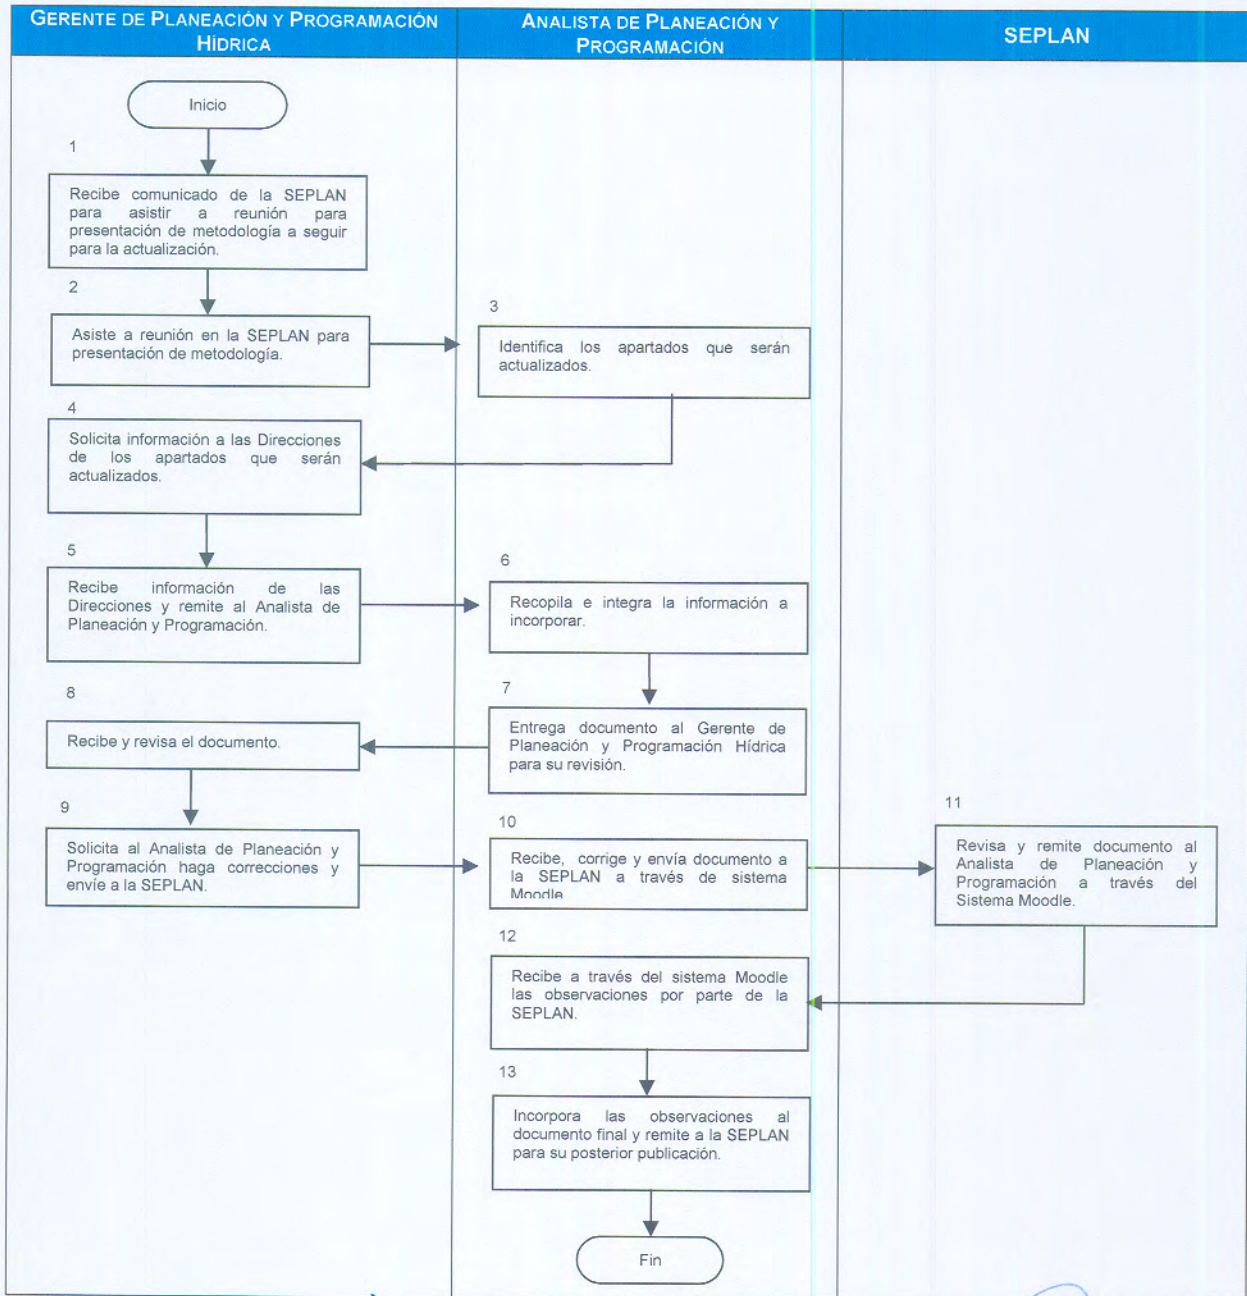 GERENTE DE PLANEACIÓN Y PROGRAMACIÓN
HÍDRICA
ANALISTA DE PLANEACIÓN Y
PROGRAMACIÓN
SEPLAN
Inicio
1
Recibe comunicado de la SEPLAN
para asistir a reunión para
presentación de metodología a seguir
para la actualización.
2
Asiste a reunión en la SEPLAN para
presentación de metodología.
3
Identifica los apartados que serán
actualizados.
4
Solicita información a las Direcciones
de los apartados que serán
actualizados.
5
Recibe información de las
Direcciones y remite al Analista de
Planeación y Programación.
6
Recopila e integra la información a
incorporar.
7
Entrega documento al Gerente de
Planeación y Programación Hídrica
para su revisión.
8
Recibe y revisa el documento.
9
Solicita al Analista de Planeación y
Programación haga correcciones y
envíe a la SEPLAN.
10
Recibe, corrige y envía documento a
la SEPLAN a través de sistema
Moodle
11
Revisa y remite documento al
Analista de Planeación y
Programación a través del
Sistema Moodle.
12
Recibe a través del sistema Moodle
las observaciones por parte de la
SEPLAN.
13
Incorpora las observaciones al
documento final y remite a la SEPLAN
para su posterior publicación.
Fin